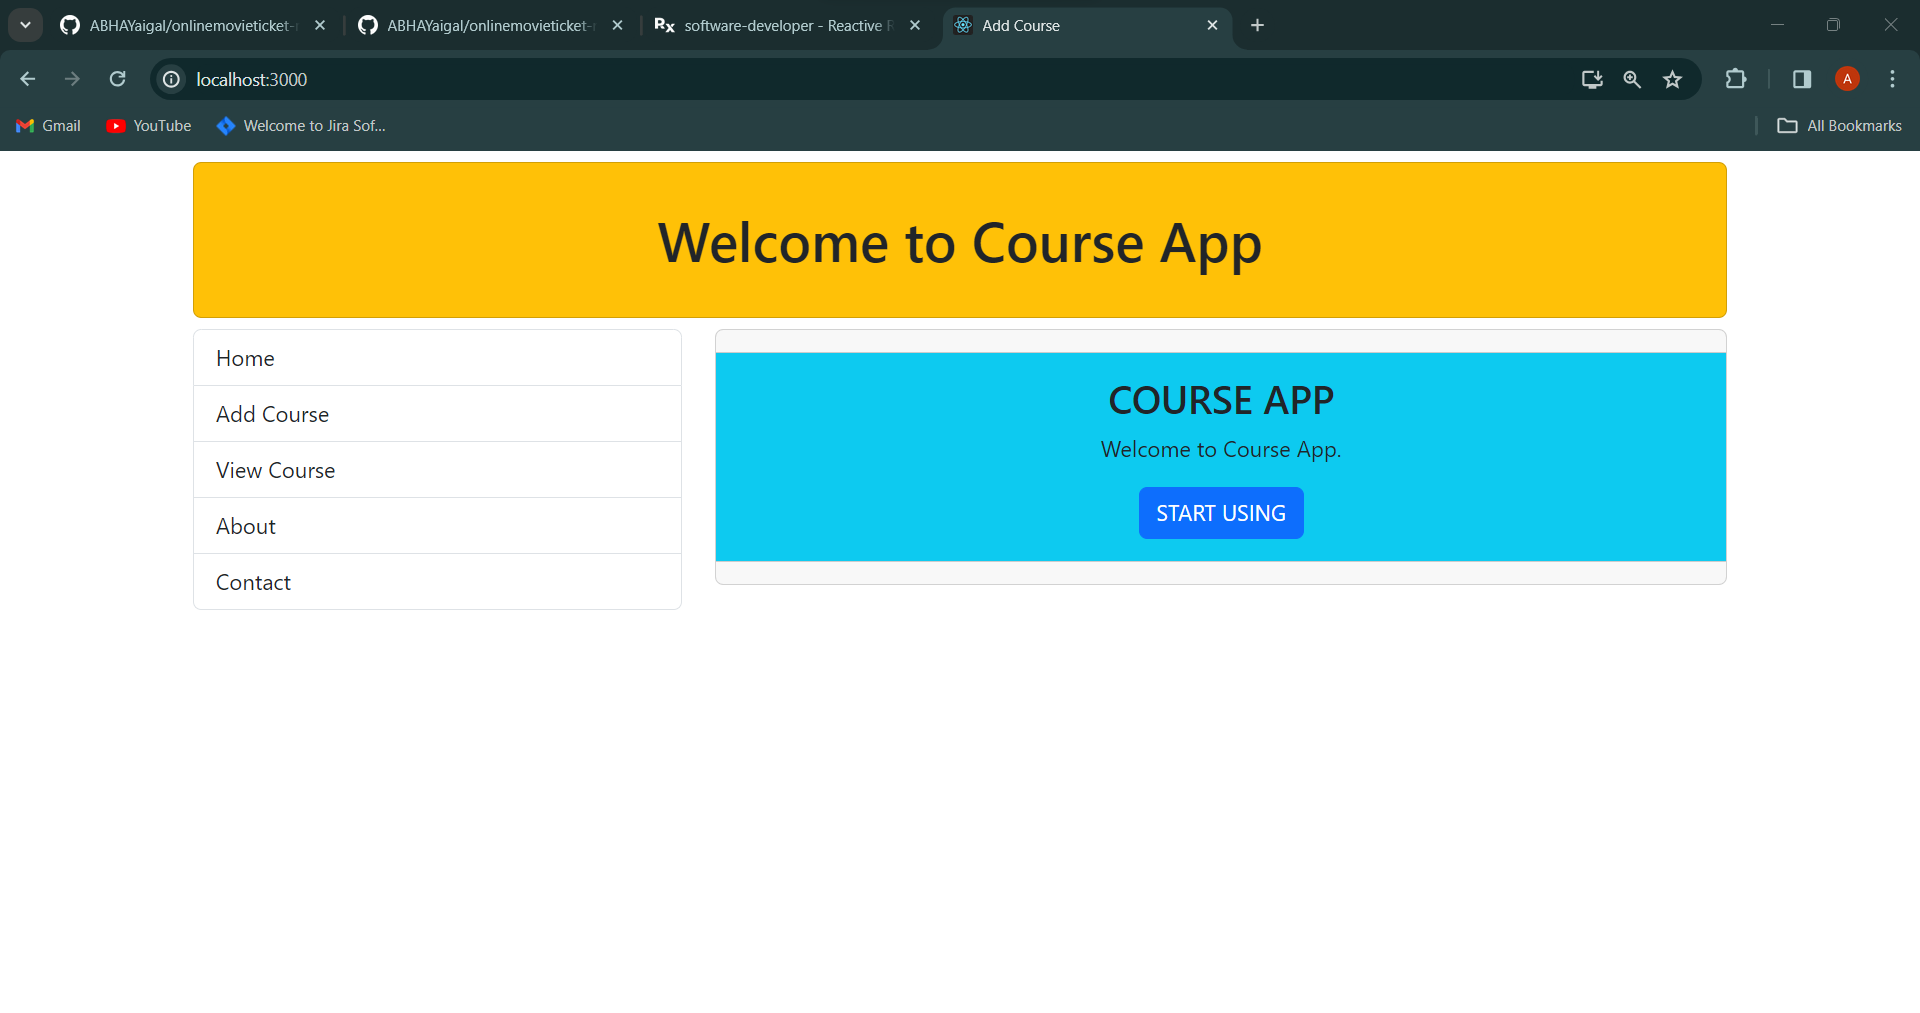 ABHAYaigal/onlinemovieticket-
ABHAYaigal/onlinemovieticket-
Rx software-developer - Reactive
Add Course
localhost:3000
A
Gmail
YouTube
Welcome to Jira Sof...
All Bookmarks
Welcome to Course App
Home
Add Course
View Course
About
Contact
COURSE APP
Welcome to Course App.
START USING